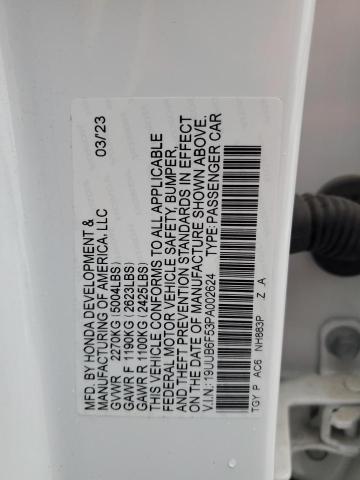 MFD. BY HONDA DEVELOPMENT &
MANUFACTURING OF AMERICA, LLC 03/23
GVWR 2270KG (5004LBS)
GAWR F 1190KG (2623LBS)
GAWR R 1100KG (2425LBS)
THIS VEHICLE CONFORMS TO ALL APPLICABLE
FEDERAL MOTOR VEHICLE SAFETY, BUMPER,
AND THEFT PREVENTION STANDARDS IN EFFECT
ON THE DATE OF MANUFACTURE SHOWN ABOVE.
V.I.N.:19UUB6F53PA002624 TYPE:PASSENGER CAR
TGY P AC6 NH883P Z A